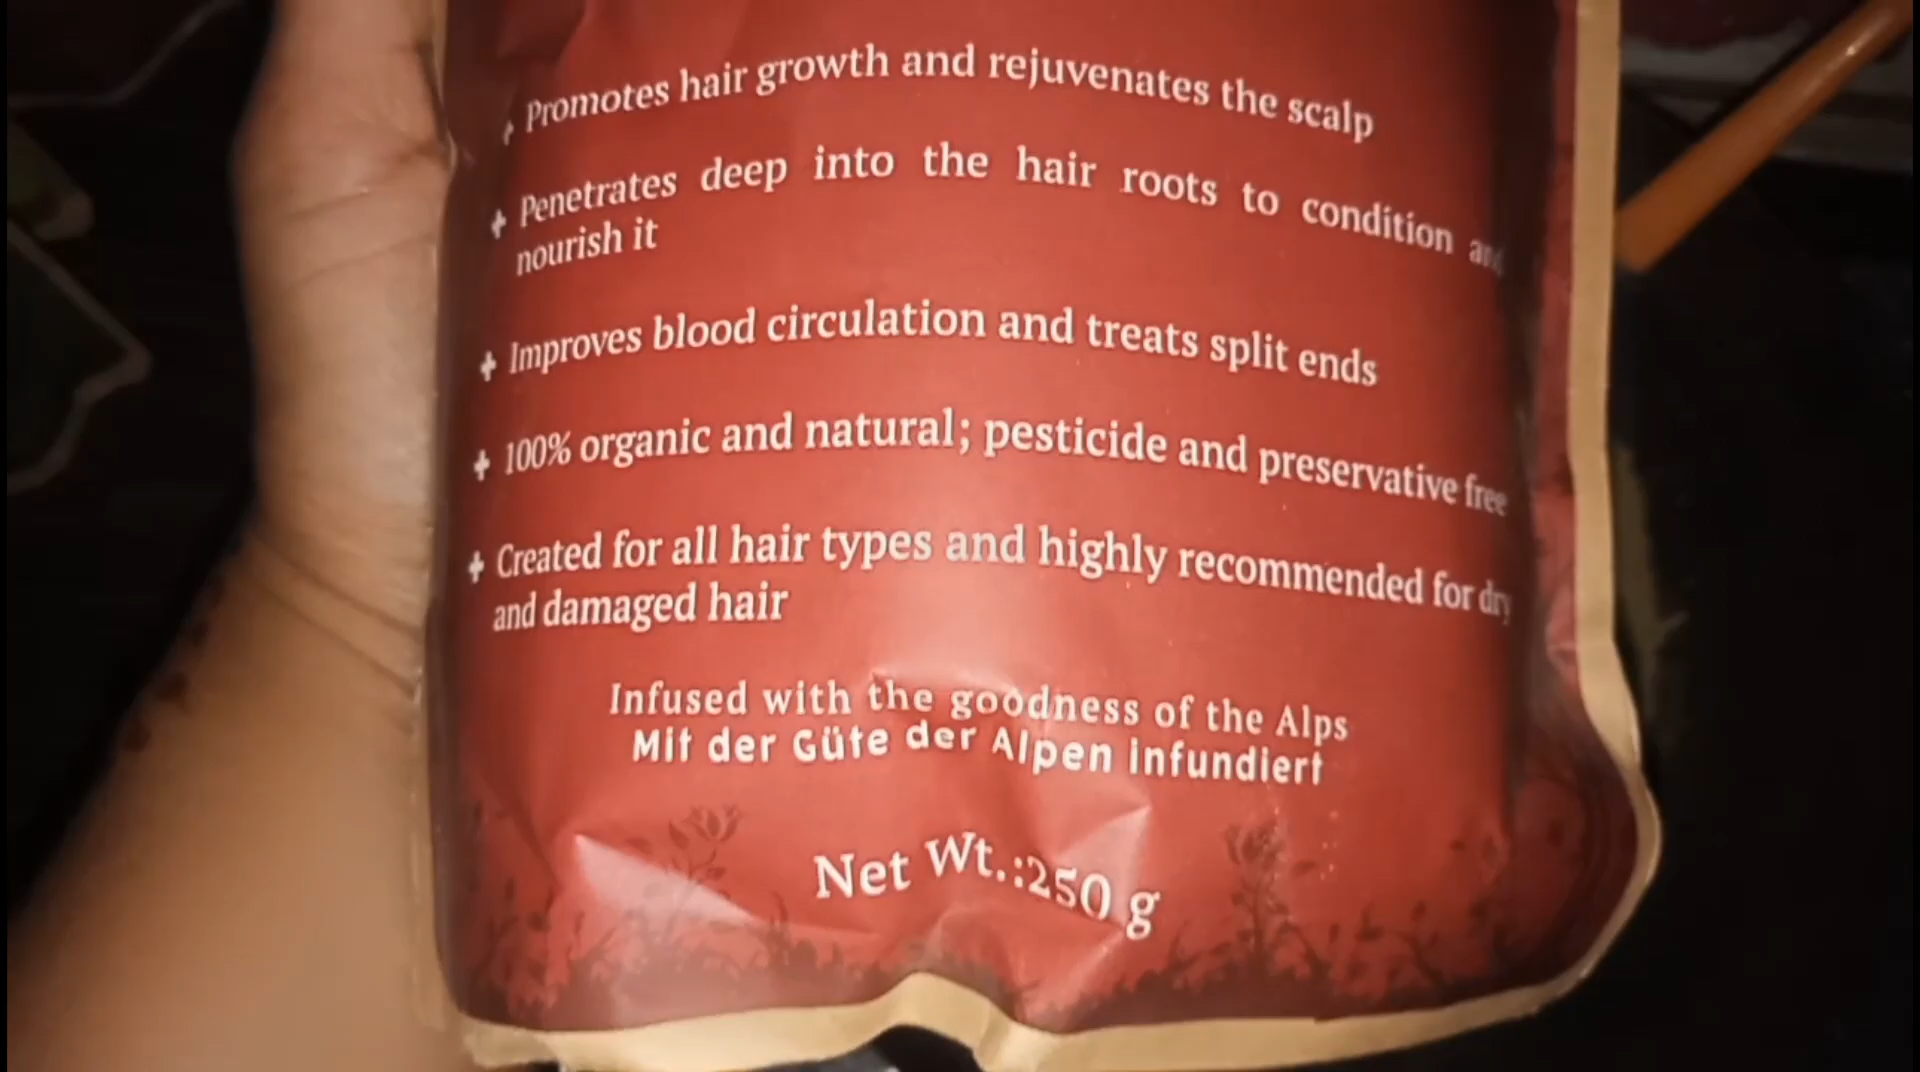 Promotes hair growth and rejuvenates the scalp
Penetrates deep into the hair roots to condition and
nourish it
Improves blood circulation and treats split ends
100% organic and natural; pesticide and preservative free
Created for all hair types and highly recommended for dry
and damaged hair
Infused with the goodness of the Alps
Mit der Güte der Alpen infundiert
Net Wt.:250 g